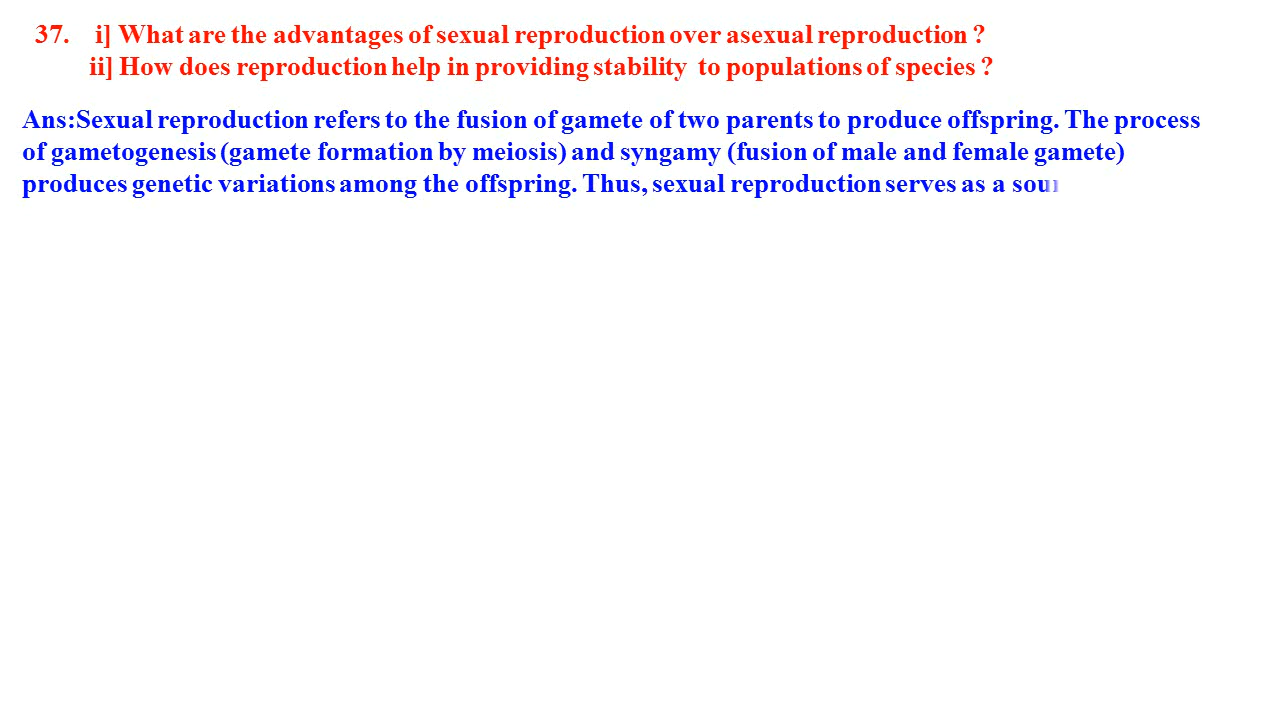 37. i] What are the advantages of sexual reproduction over asexual reproduction ?
ii] How does reproduction help in providing stability to populations of species ?
Ans:Sexual reproduction refers to the fusion of gamete of two parents to produce offspring. The process
of gametogenesis (gamete formation by meiosis) and syngamy (fusion of male and female gamete)
produces genetic variations among the offspring. Thus, sexual reproduction serves as a